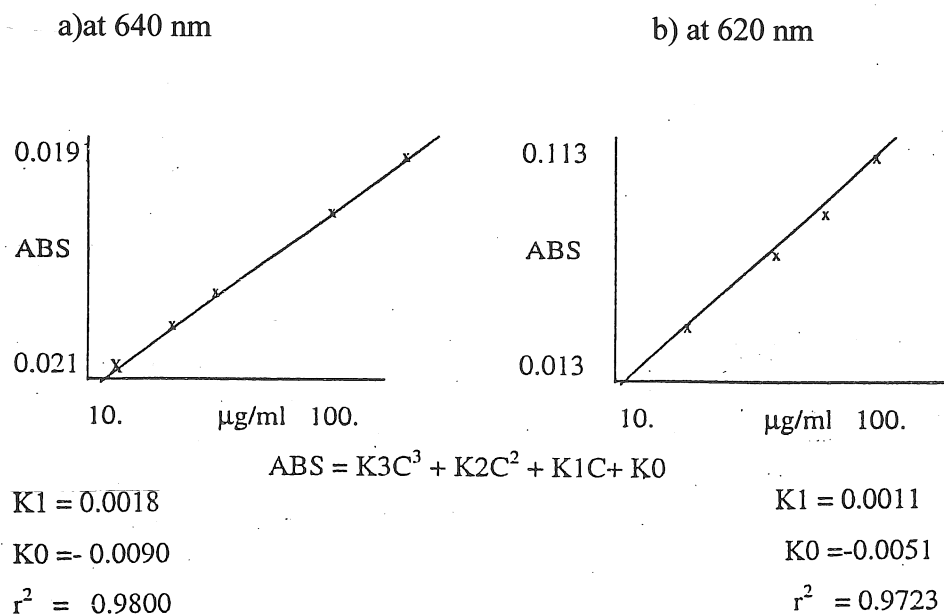 a)at 640 nm
b) at 620 nm
0.019
ABS
0.021
10. µg/ml 100.
0.113
ABS
0.013
10. µg/ml 100.
ABS = K3C³ + K2C² + K1C+ K0
K1 = 0.0018
K0 =- 0.0090
r² = 0.9800
K1 = 0.0011
K0 =-0.0051
r² = 0.9723